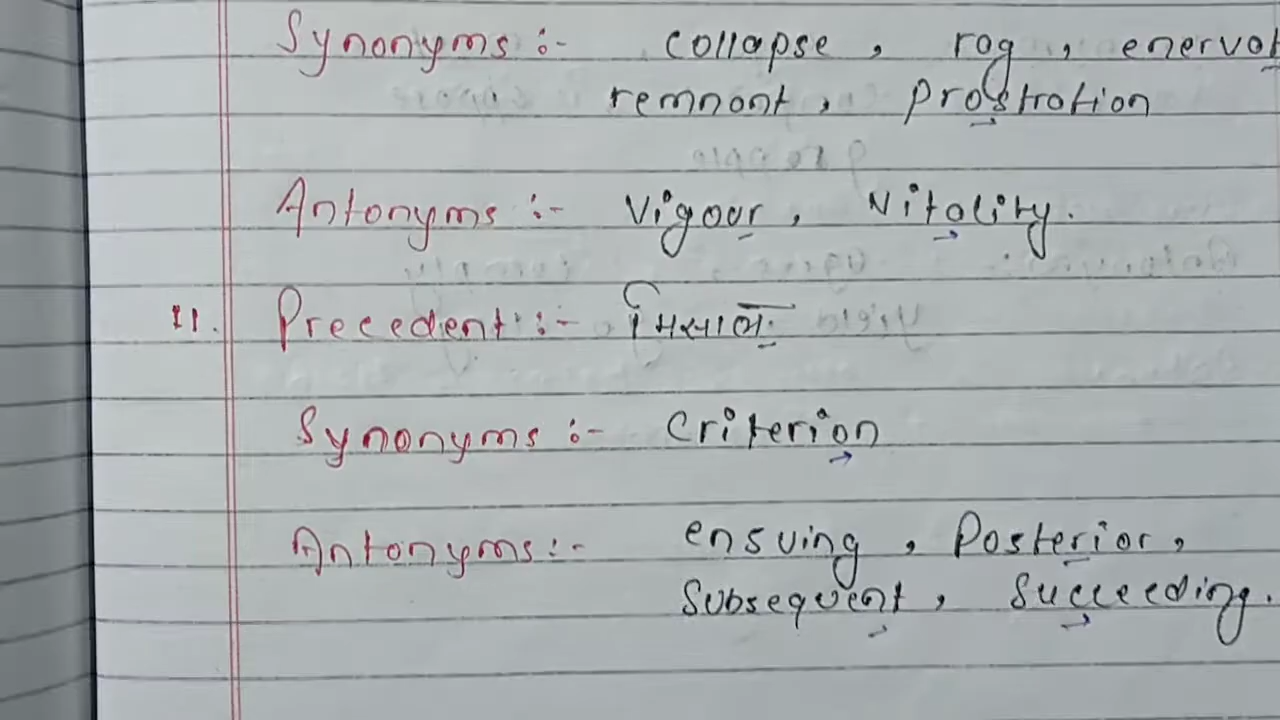 Synonyms :- collapse, rag, enervat
remnant, Prostration
Antonyms :- Vigour, Vitality.
11. Precedent :- मिसाल
Synonyms :- Criterion
Antonyms :- ensuing, Posterior,
Subsequent, Succeeding.